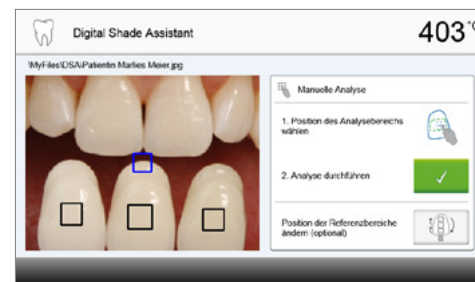 Digital Shade Assistant
403 °C
\MyFiles\DSA\Patientin Marlies Meier.jpg
Manuelle Analyse
1. Position des Analysebereichs
wählen
2. Analyse durchführen
Position der Referenzbereiche
ändern (optional)